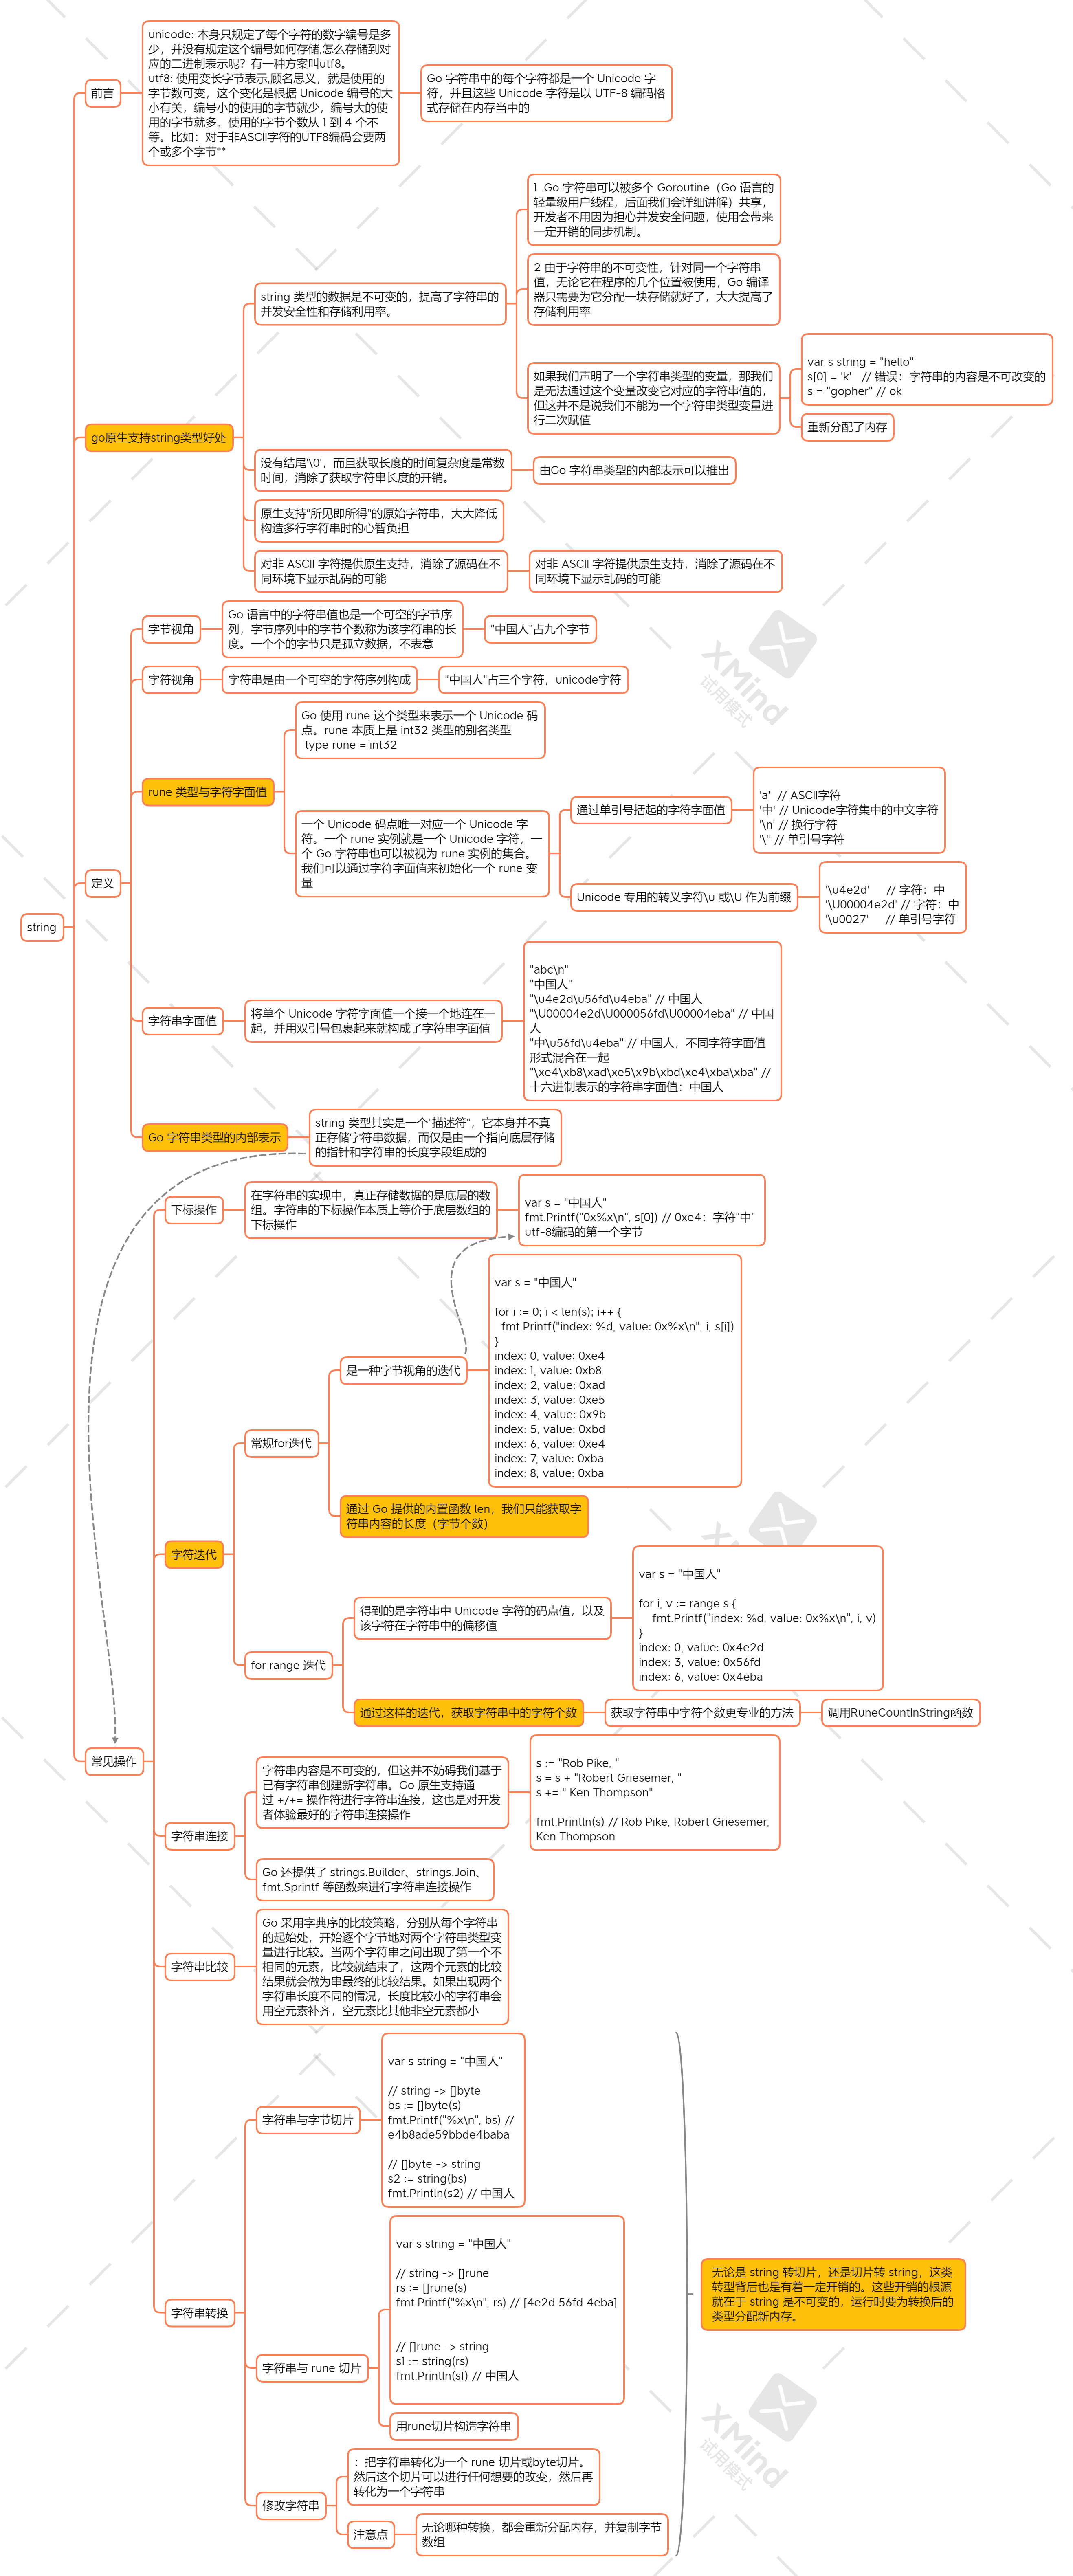 unicode: 本身只规定了每个字符的数字编号是多
少，并没有规定这个编号如何存储,怎么存储到对
应的二进制表示呢？有一种方案叫utf8。
utf8: 使用变长字节表示,顾名思义，就是使用的
字节数可变，这个变化是根据 Unicode 编号的大
小有关，编号小的使用的字节就少，编号大的使
用的字节就多。使用的字节个数从 1 到 4 个不
等。比如：对于非ASCII字符的UTF8编码会要两
个或多个字节**
前言
Go 字符串中的每个字符都是一个 Unicode 字
符，并且这些 Unicode 字符是以 UTF-8 编码格
式存储在内存当中的
1 .Go 字符串可以被多个 Goroutine（Go 语言的
轻量级用户线程，后面我们会详细讲解）共享，
开发者不用因为担心并发安全问题，使用会带来
一定开销的同步机制。
2 由于字符串的不可变性，针对同一个字符串
值，无论它在程序的几个位置被使用，Go 编译
器只需要为它分配一块存储就好了，大大提高了
存储利用率
string 类型的数据是不可变的，提高了字符串的
并发安全性和存储利用率。
如果我们声明了一个字符串类型的变量，那我们
是无法通过这个变量改变它对应的字符串值的，
但这并不是说我们不能为一个字符串类型变量进
行二次赋值
var s string = "hello"
s[0] = 'k'   // 错误：字符串的内容是不可改变的
s = "gopher" // ok
重新分配了内存
go原生支持string类型好处
没有结尾'\0'，而且获取长度的时间复杂度是常数
时间，消除了获取字符串长度的开销。
由Go 字符串类型的内部表示可以推出
原生支持"所见即所得"的原始字符串，大大降低
构造多行字符串时的心智负担
对非 ASCII 字符提供原生支持，消除了源码在不
同环境下显示乱码的可能
对非 ASCII 字符提供原生支持，消除了源码在不
同环境下显示乱码的可能
字节视角
Go 语言中的字符串值也是一个可空的字节序
列，字节序列中的字节个数称为该字符串的长
度。一个个的字节只是孤立数据，不表意
"中国人"占九个字节
字符视角
字符串是由一个可空的字符序列构成
"中国人"占三个字符，unicode字符
Go 使用 rune 这个类型来表示一个 Unicode 码
点。rune 本质上是 int32 类型的别名类型
type rune = int32
rune 类型与字符字面值
一个 Unicode 码点唯一对应一个 Unicode 字
符。一个 rune 实例就是一个 Unicode 字符，一
个 Go 字符串也可以被视为 rune 实例的集合。
我们可以通过字符字面值来初始化一个 rune 变
量
通过单引号括起的字符字面值
'a'  // ASCII字符
'中' // Unicode字符集中的中文字符
'\n' // 换行字符
'\'' // 单引号字符
Unicode 专用的转义字符\u 或\U 作为前缀
'\u4e2d'     // 字符：中
'\U00004e2d' // 字符：中
'\u0027'     // 单引号字符
定义
string
字符串字面值
将单个 Unicode 字符字面值一个接一个地连在一
起，并用双引号包裹起来就构成了字符串字面值
"abc\n"
"中国人"
"\u4e2d\u56fd\u4eba" // 中国人
"\U00004e2d\U000056fd\U00004eba" // 中国
人
"中\u56fd\u4eba" // 中国人，不同字符字面值
形式混合在一起
"\xe4\xb8\xad\xe5\x9b\xbd\xe4\xba\xba" //
十六进制表示的字符串字面值：中国人
Go 字符串类型的内部表示
string 类型其实是一个"描述符"，它本身并不真
正存储字符串数据，而仅是由一个指向底层存储
的指针和字符串的长度字段组成的
下标操作
在字符串的实现中，真正存储数据的是底层的数
组。字符串的下标操作本质上等价于底层数组的
下标操作
var s = "中国人"
fmt.Printf("0x%x\n", s[0]) // 0xe4：字符"中"
utf-8编码的第一个字节
是一种字节视角的迭代
var s = "中国人"
for i := 0; i < len(s); i++ {
fmt.Printf("index: %d, value: 0x%x\n", i, s[i])
}
index: 0, value: 0xe4
index: 1, value: 0xb8
index: 2, value: 0xad
index: 3, value: 0xe5
index: 4, value: 0x9b
index: 5, value: 0xbd
index: 6, value: 0xe4
index: 7, value: 0xba
index: 8, value: 0xba
常规for迭代
通过 Go 提供的内置函数 len，我们只能获取字
符串内容的长度（字节个数）
字符迭代
得到的是字符串中 Unicode 字符的码点值，以及
该字符在字符串中的偏移值
var s = "中国人"
for i, v := range s {
fmt.Printf("index: %d, value: 0x%x\n", i, v)
}
index: 0, value: 0x4e2d
index: 3, value: 0x56fd
index: 6, value: 0x4eba
for range 迭代
通过这样的迭代，获取字符串中的字符个数
获取字符串中字符个数更专业的方法
调用RuneCountInString函数
常见操作
字符串内容是不可变的，但这并不妨碍我们基于
已有字符串创建新字符串。Go 原生支持通
过 +/+= 操作符进行字符串连接，这也是对开发
者体验最好的字符串连接操作
s := "Rob Pike, "
s = s + "Robert Griesemer, "
s += " Ken Thompson"
fmt.Println(s) // Rob Pike, Robert Griesemer,
Ken Thompson
字符串连接
Go 还提供了 strings.Builder、strings.Join、
fmt.Sprintf 等函数来进行字符串连接操作
字符串比较
Go 采用字典序的比较策略，分别从每个字符串
的起始处，开始逐个字节地对两个字符串类型变
量进行比较。当两个字符串之间出现了第一个不
相同的元素，比较就结束了，这两个元素的比较
结果就会做为串最终的比较结果。如果出现两个
字符串长度不同的情况，长度比较小的字符串会
用空元素补齐，空元素比其他非空元素都小
字符串与字节切片
var s string = "中国人"
// string -> []byte
bs := []byte(s)
fmt.Printf("%x\n", bs) //
e4b8ade59bbde4baba
// []byte -> string
s2 := string(bs)
fmt.Println(s2) // 中国人
字符串转换
字符串与 rune 切片
var s string = "中国人"
// string -> []rune
rs := []rune(s)
fmt.Printf("%x\n", rs) // [4e2d 56fd 4eba]
// []rune -> string
s1 := string(rs)
fmt.Println(s1) // 中国人
用rune切片构造字符串
无论是 string 转切片，还是切片转 string，这类
转型背后也是有着一定开销的。这些开销的根源
就在于 string 是不可变的，运行时要为转换后的
类型分配新内存。
修改字符串
：把字符串转化为一个 rune 切片或byte切片。
然后这个切片可以进行任何想要的改变，然后再
转化为一个字符串
注意点
无论哪种转换，都会重新分配内存，并复制字节
数组
XMind
试用模式
XMind
试用模式